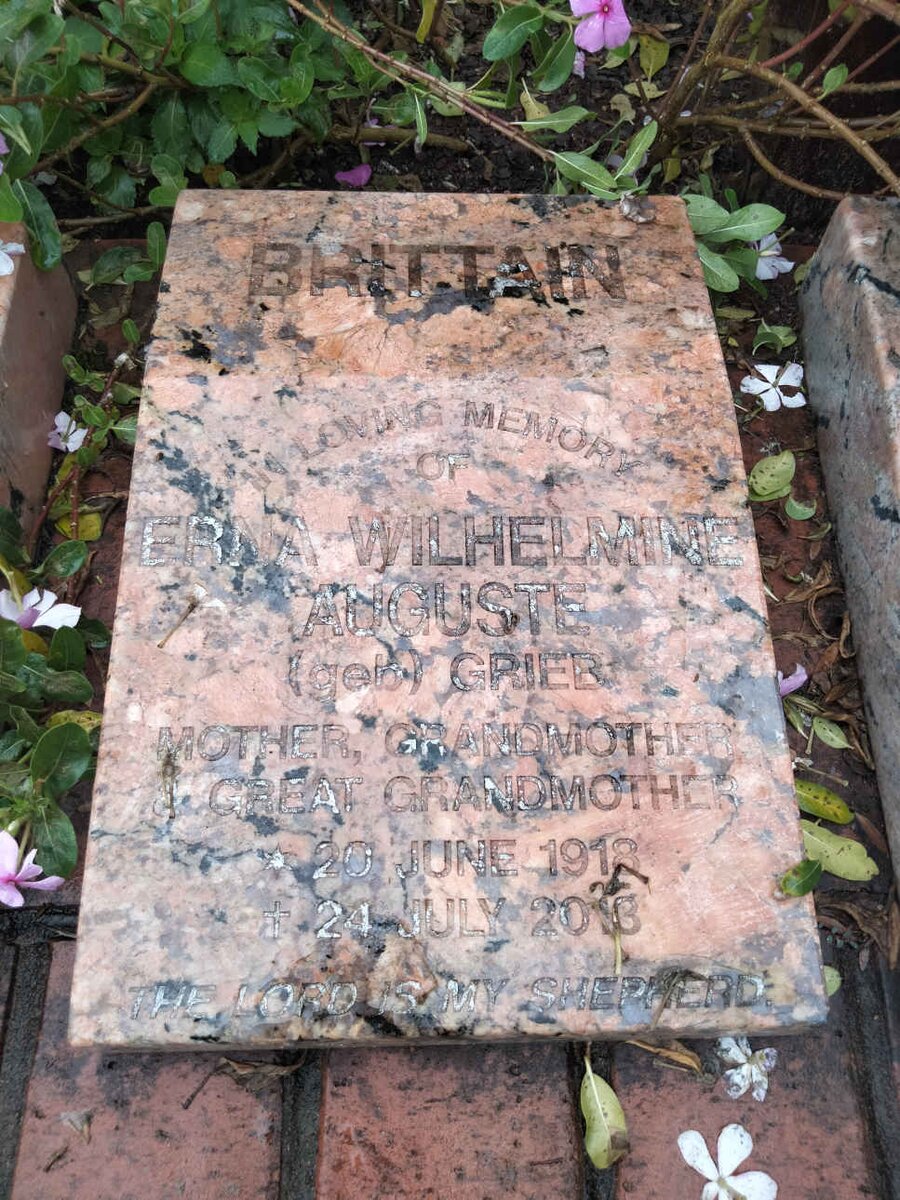 BRITTAIN
IN LOVING MEMORY
OF
ERNA WILHELMINE
AUGUSTE
(geb) GRIEB
MOTHER, GRANDMOTHER
& GREAT GRANDMOTHER
★ 20 JUNE 1918
✝ 24 JULY 2013
THE LORD IS MY SHEPHERD.